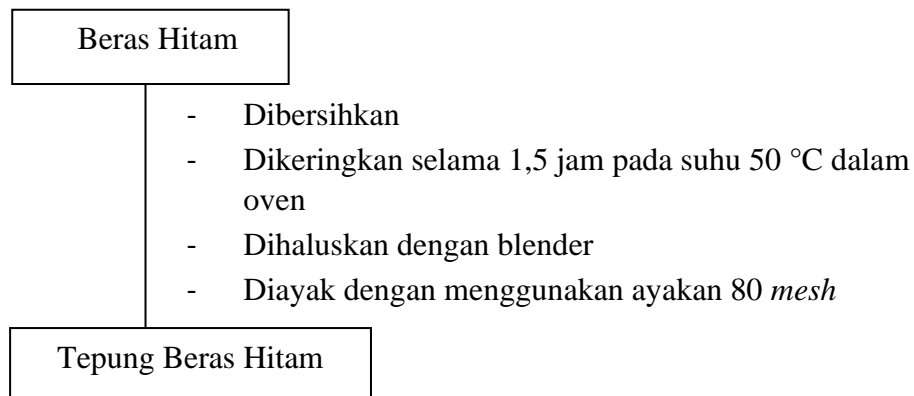 Beras Hitam
- Dibersihkan
- Dikeringkan selama 1,5 jam pada suhu 50 °C dalam
oven
- Dihaluskan dengan blender
- Diayak dengan menggunakan ayakan 80 mesh
Tepung Beras Hitam